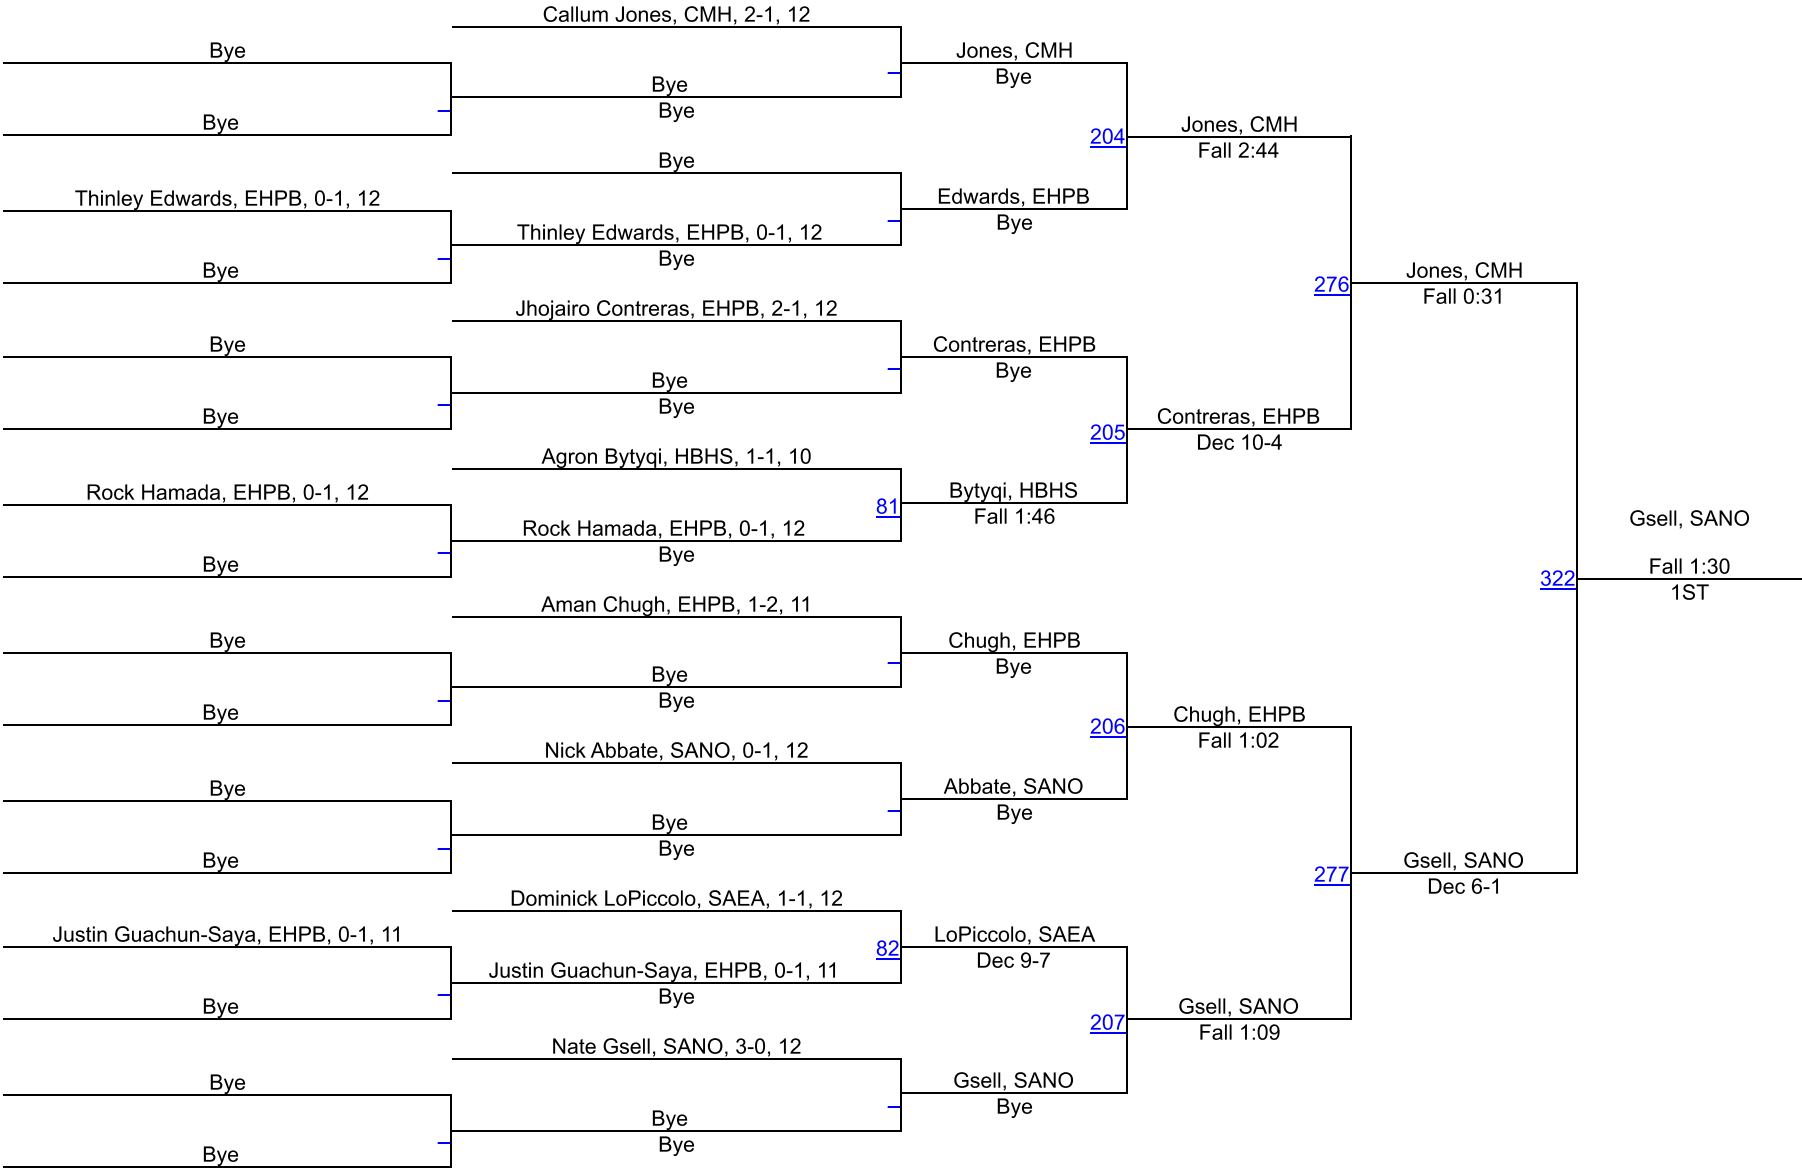 Callum Jones, CMH, 2-1, 12
Bye
Jones, CMH
Bye
Bye
Bye
Bye
204
Jones, CMH
Fall 2:44
Bye
Thinley Edwards, EHPB, 0-1, 12
Edwards, EHPB
Bye
Thinley Edwards, EHPB, 0-1, 12
Bye
Bye
276
Jones, CMH
Fall 0:31
Jhojairo Contreras, EHPB, 2-1, 12
Bye
Contreras, EHPB
Bye
Bye
Bye
Bye
205
Contreras, EHPB
Dec 10-4
Agron Bytyqi, HBHS, 1-1, 10
Rock Hamada, EHPB, 0-1, 12
81
Bytyqi, HBHS
Fall 1:46
Rock Hamada, EHPB, 0-1, 12
Bye
Bye
Gsell, SANO
322
Fall 1:30
1ST
Aman Chugh, EHPB, 1-2, 11
Bye
Chugh, EHPB
Bye
Bye
Bye
Bye
206
Chugh, EHPB
Fall 1:02
Nick Abbate, SANO, 0-1, 12
Bye
Abbate, SANO
Bye
Bye
Bye
Bye
277
Gsell, SANO
Dec 6-1
Dominick LoPiccolo, SAEA, 1-1, 12
Justin Guachun-Saya, EHPB, 0-1, 11
82
LoPiccolo, SAEA
Dec 9-7
Justin Guachun-Saya, EHPB, 0-1, 11
Bye
Bye
207
Gsell, SANO
Fall 1:09
Nate Gsell, SANO, 3-0, 12
Bye
Gsell, SANO
Bye
Bye
Bye
Bye